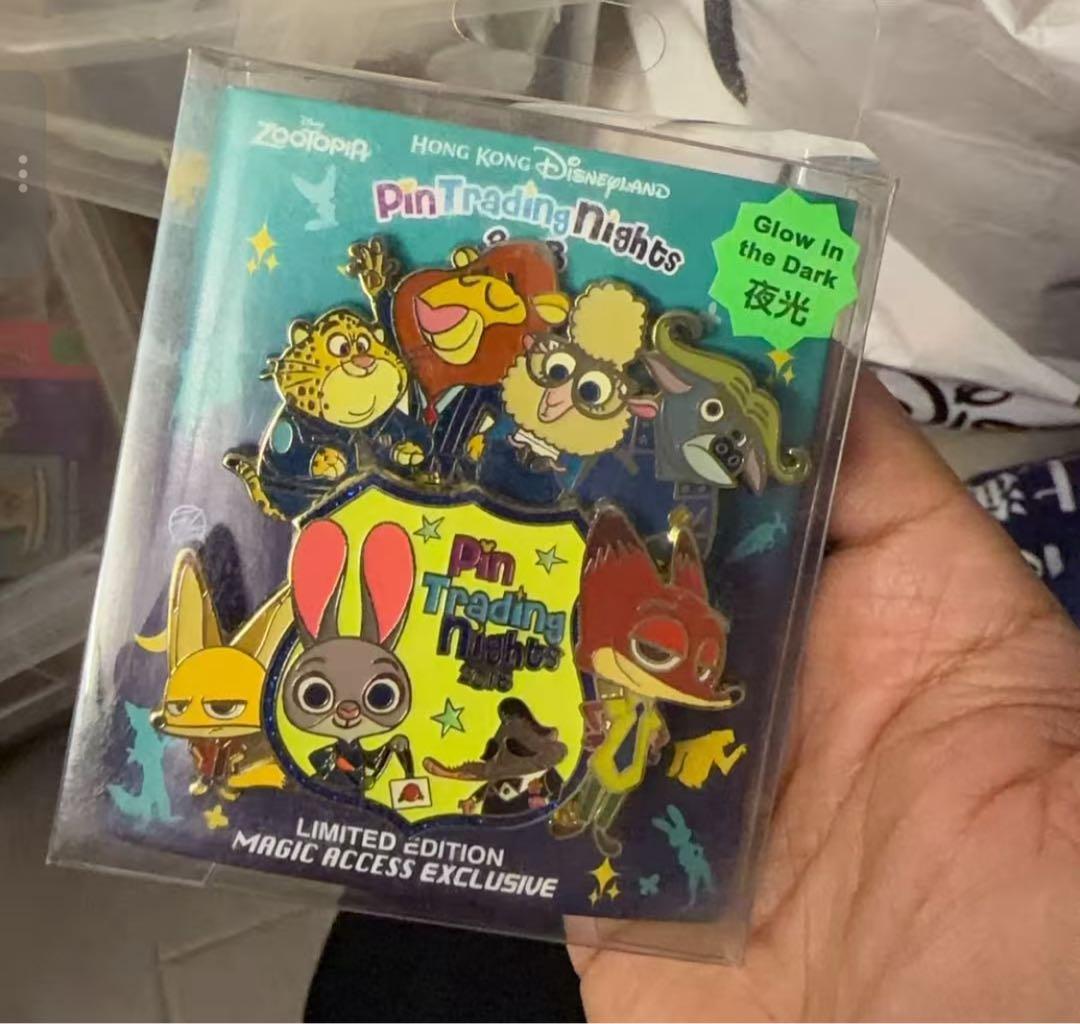 Disney
ZOOTOPIA
HONG KONG DISNEYLAND
Pin Trading Nights
Glow in
the Dark
夜光
Pin
Trading
Nights
LIMITED EDITION
MAGIC ACCESS EXCLUSIVE